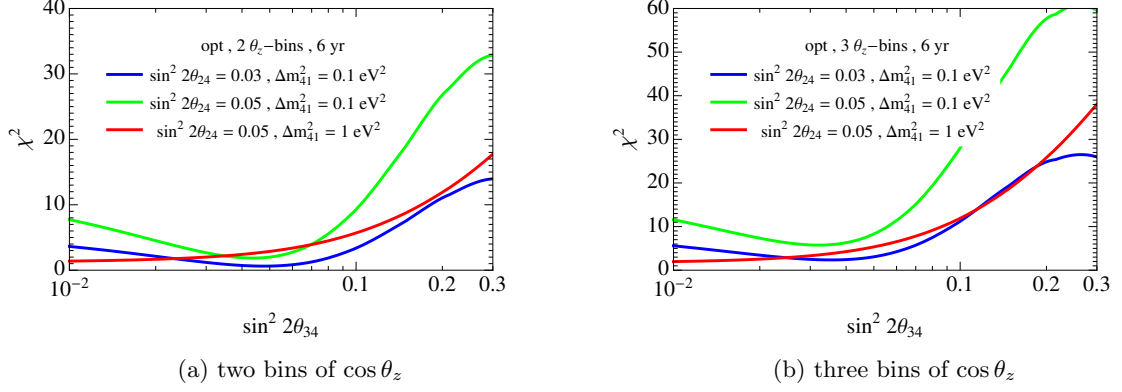 40
30
20
10
0
χ²
opt , 2 θz−bins , 6 yr
sin² 2θ24 = 0.03 , Δm²41 = 0.1 eV²
sin² 2θ24 = 0.05 , Δm²41 = 0.1 eV²
sin² 2θ24 = 0.05 , Δm²41 = 1 eV²
10⁻² 0.1 0.2 0.3
sin² 2θ34
(a) two bins of cos θz
60
50
40
30
20
10
0
χ²
opt , 3 θz−bins , 6 yr
sin² 2θ24 = 0.03 , Δm²41 = 0.1 eV²
sin² 2θ24 = 0.05 , Δm²41 = 0.1 eV²
sin² 2θ24 = 0.05 , Δm²41 = 1 eV²
10⁻² 0.1 0.2 0.3
sin² 2θ34
(b) three bins of cos θz